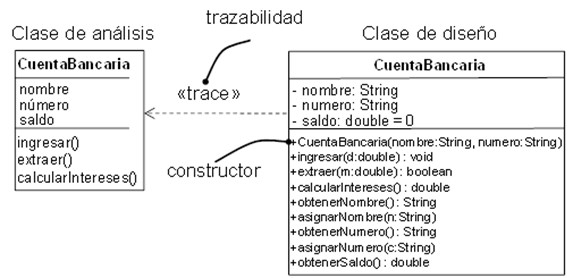 trazabilidad
Clase de análisis
Clase de diseño
CuentaBancaria
nombre
número
saldo
ingresar()
extraer()
calcularIntereses()
«trace»
constructor
CuentaBancaria
- nombre: String
- numero: String
- saldo: double = 0
+CuentaBancaria(nombre:String, numero:String)
+ingresar(d:double) : void
+extraer(m:double) : boolean
+calcularIntereses() : double
+obtenerNombre() : String
+asignarNombre(n:String)
+obtenerNumero() : String
+asignarNumero(c:String)
+obtenerSaldo() : double